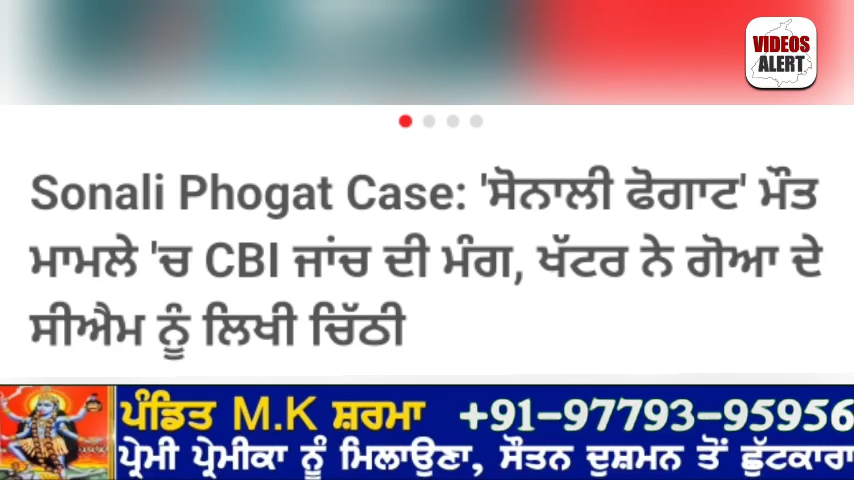 VIDEOS
ALERT
Sonali Phogat Case: 'ਸੋਨਾਲੀ ਫੋਗਾਟ' ਮੌਤ
ਮਾਮਲੇ 'ਚ CBI ਜਾਂਚ ਦੀ ਮੰਗ, ਖੱਟਰ ਨੇ ਗੋਆ ਦੇ
ਸੀਐਮ ਨੂੰ ਲਿਖੀ ਚਿੱਠੀ
ਪੰਡਿਤ M.K ਸ਼ਰਮਾ +91-97793-95956
ਪ੍ਰੇਮੀ ਪ੍ਰੇਮੀਕਾ ਨੂੰ ਮਿਲਾਉਣਾ, ਸੌਤਨ ਦੁਸ਼ਮਨ ਤੋਂ ਛੁੱਟਕਾਰਾ